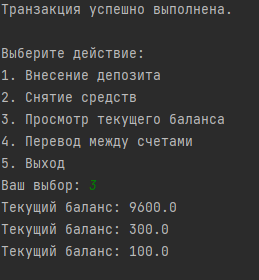 Транзакция успешно выполнена.
Выберите действие:
1. Внесение депозита
2. Снятие средств
3. Просмотр текущего баланса
4. Перевод между счетами
5. Выход
Ваш выбор: 3
Текущий баланс: 9600.0
Текущий баланс: 300.0
Текущий баланс: 100.0